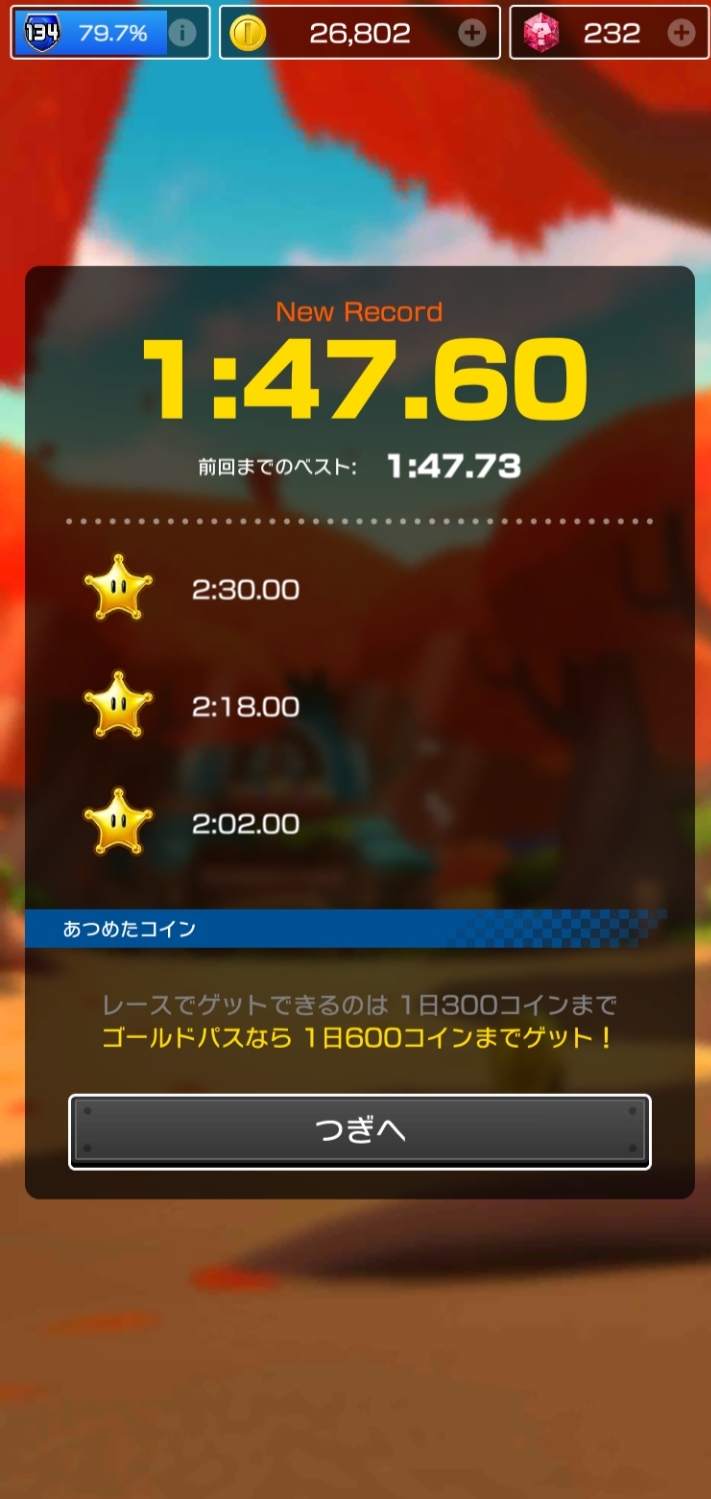 134 79.7% i 26,802 + 232 +
New Record
1:47.60
前回までのベスト: 1:47.73
2:30.00
2:18.00
2:02.00
あつめたコイン
レースでゲットできるのは 1日300コインまで
ゴールドパスなら 1日600コインまでゲット！
つぎへ